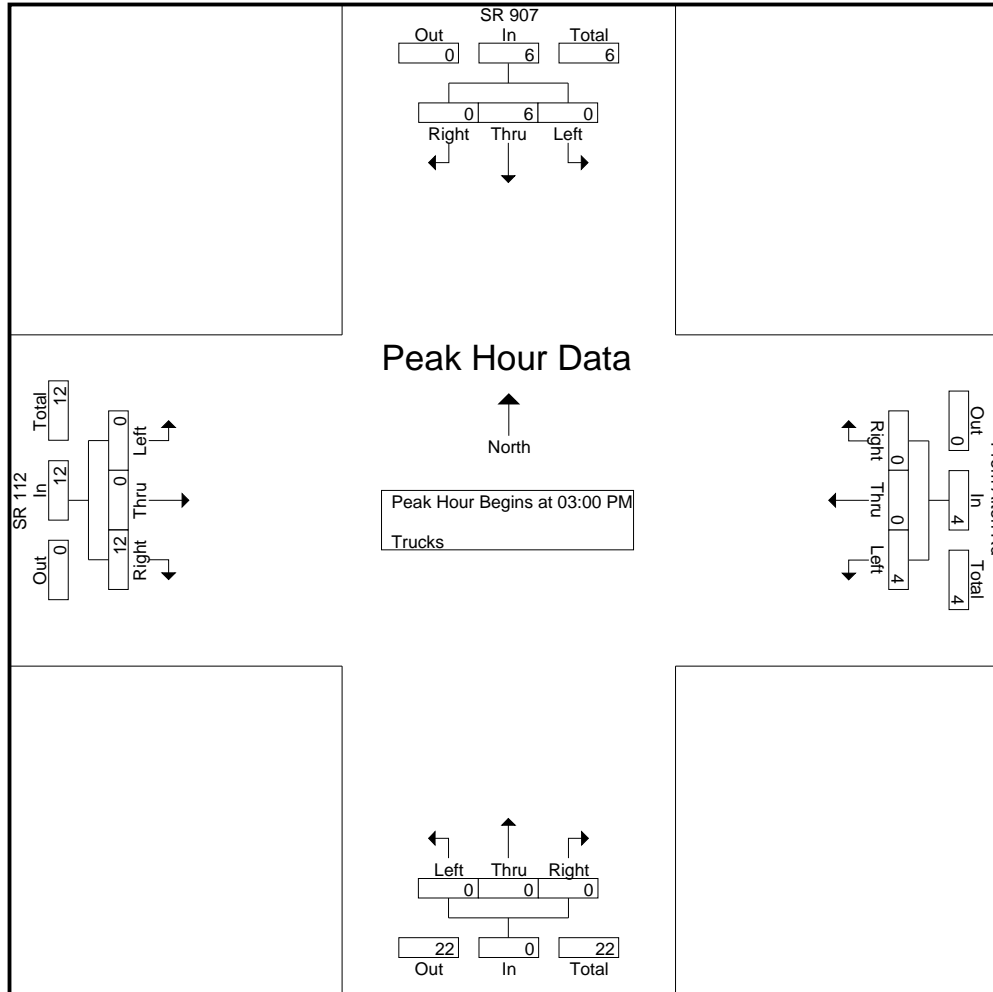 SR 907
Out In Total
0 6 6
0 6 0
Right Thru Left
Peak Hour Data
North
Peak Hour Begins at 03:00 PM
Trucks
SR 112
Total In Out
12 12 0
0 0 12
Left Thru Right
Right Thru Left
0 0 4
Out In Total
0 4 4
Left Thru Right
0 0 0
22 0 22
Out In Total